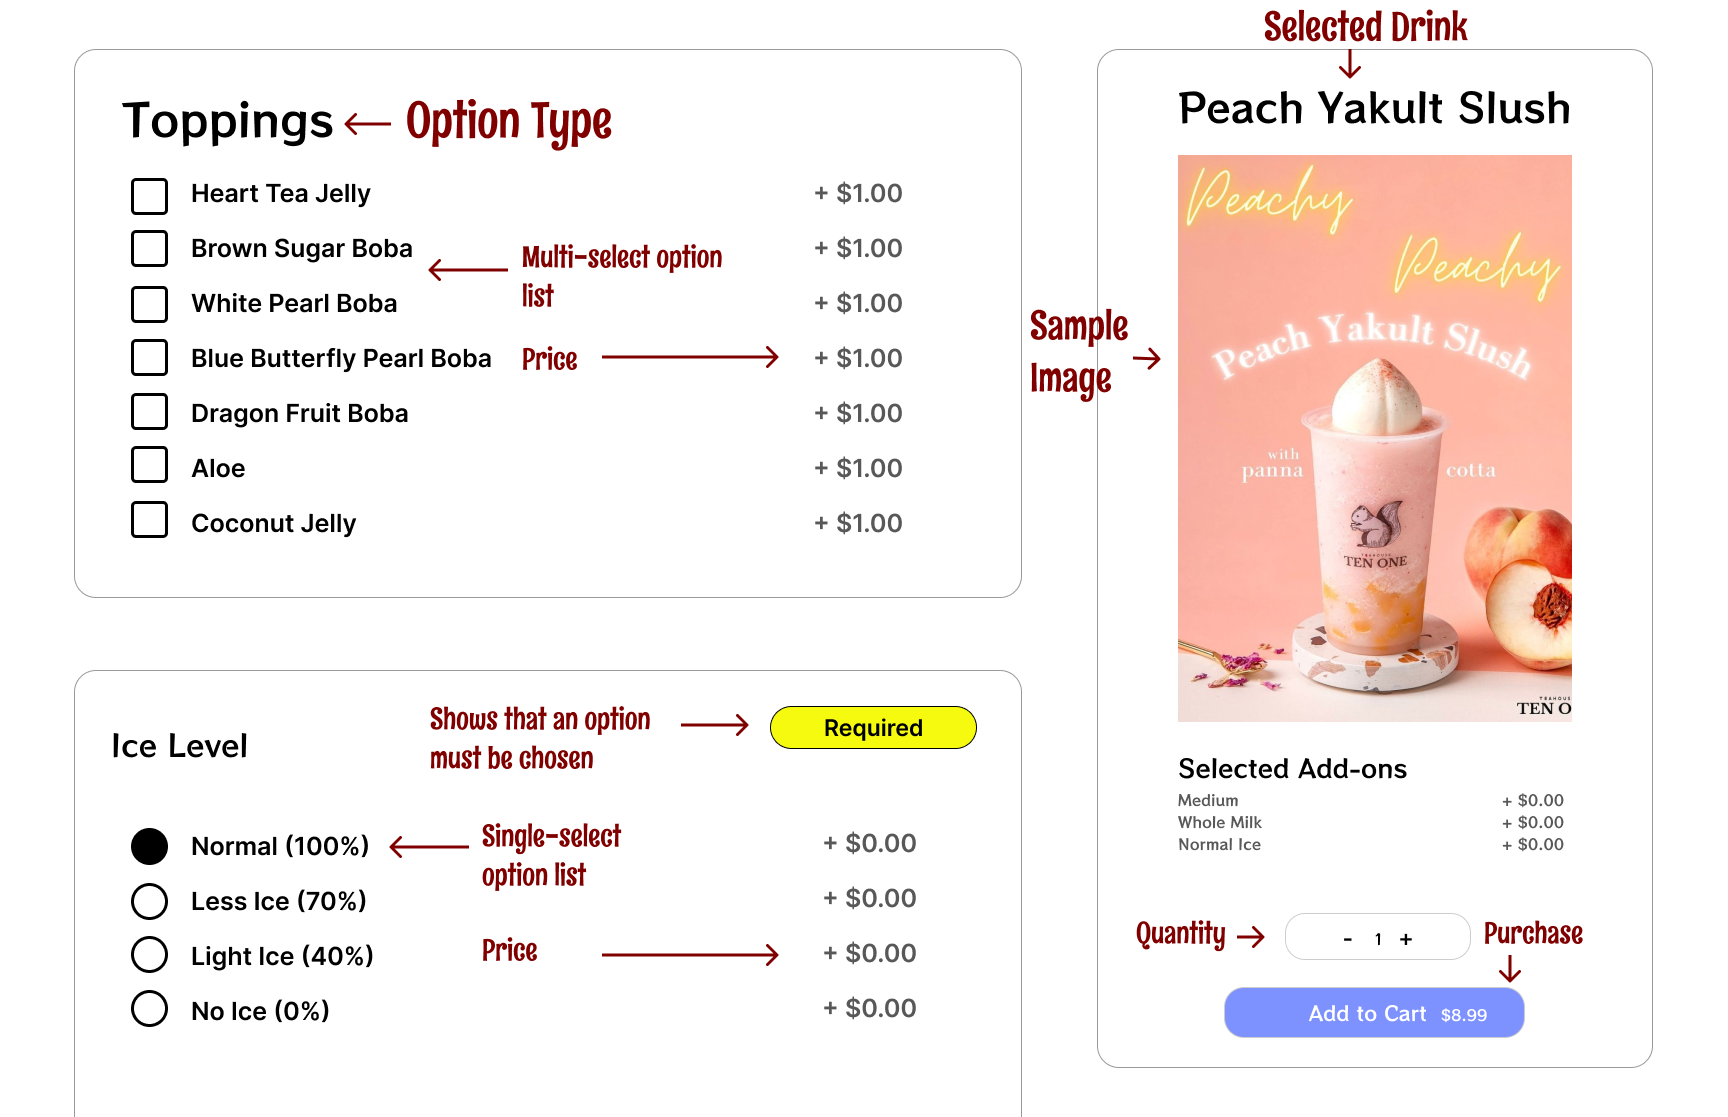 Selected Drink
Toppings
Option Type
Heart Tea Jelly + $1.00
Brown Sugar Boba + $1.00
Multi-select option
list
White Pearl Boba + $1.00
Blue Butterfly Pearl Boba + $1.00
Price
Dragon Fruit Boba + $1.00
Aloe + $1.00
Coconut Jelly + $1.00
Ice Level
Shows that an option
must be chosen
Required
Normal (100%) + $0.00
Single-select
option list
Less Ice (70%) + $0.00
Light Ice (40%) + $0.00
Price
No Ice (0%) + $0.00
Peach Yakult Slush
Sample
Image
Peachy
Peachy
Peach Yakult Slush
with
panna cotta
TEAHOUSE
TEN ONE
TEAHOUS
TEN O
Selected Add-ons
Medium + $0.00
Whole Milk + $0.00
Normal Ice + $0.00
Quantity
- 1 +
Purchase
Add to Cart $8.99